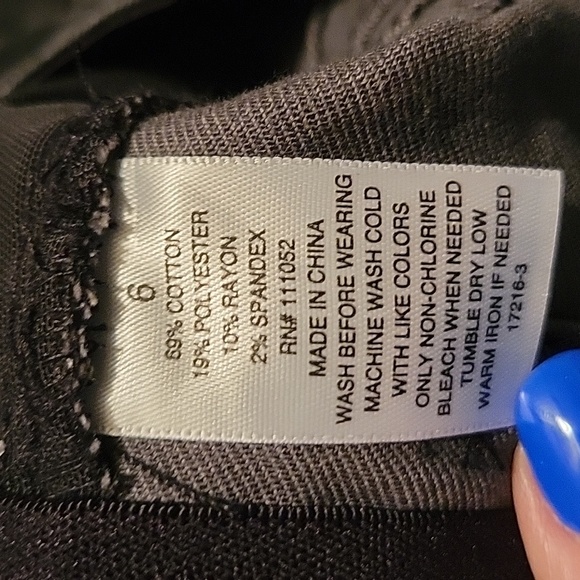 6
69% COTTON
19% POLYESTER
10% RAYON
2% SPANDEX
RN# 111052
MADE IN CHINA
WASH BEFORE WEARING
MACHINE WASH COLD
WITH LIKE COLORS
ONLY NON-CHLORINE
BLEACH WHEN NEEDED
TUMBLE DRY LOW
WARM IRON IF NEEDED
17216-3